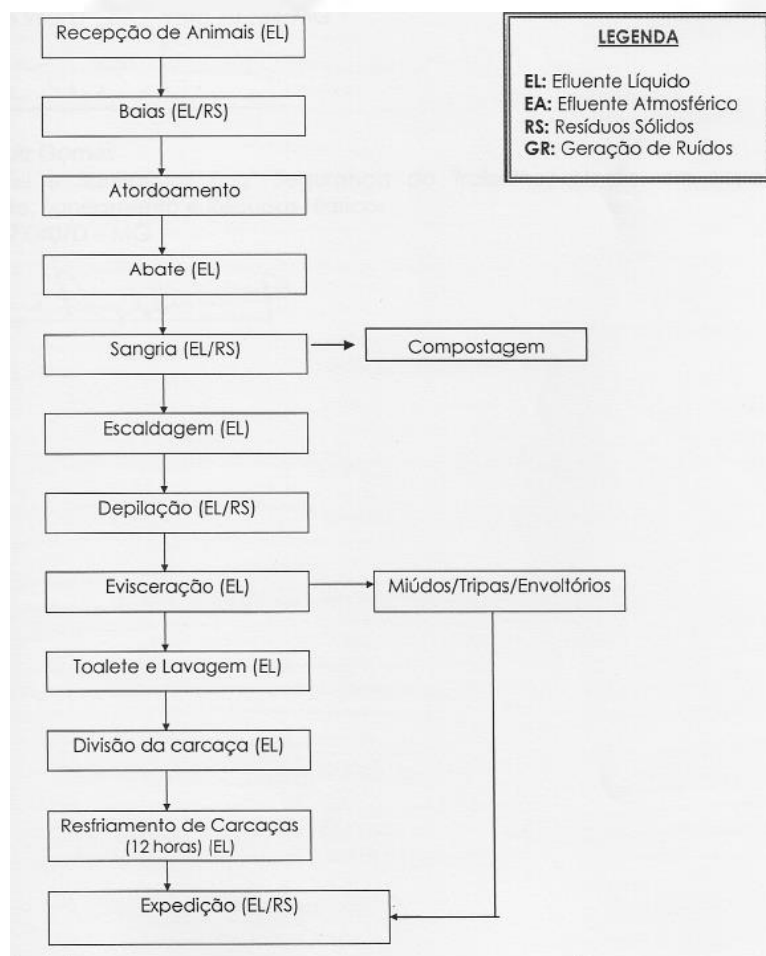 Recepção de Animais (EL)
LEGENDA
EL: Efluente Líquido
EA: Efluente Atmosférico
RS: Resíduos Sólidos
GR: Geração de Ruídos
Baias (EL/RS)
Atordoamento
Abate (EL)
Sangria (EL/RS)
Compostagem
Escaldagem (EL)
Depilação (EL/RS)
Evisceração (EL)
Miúdos/Tripas/Envoltórios
Toalete e Lavagem (EL)
Divisão da carcaça (EL)
Resfriamento de Carcaças
(12 horas) (EL)
Expedição (EL/RS)